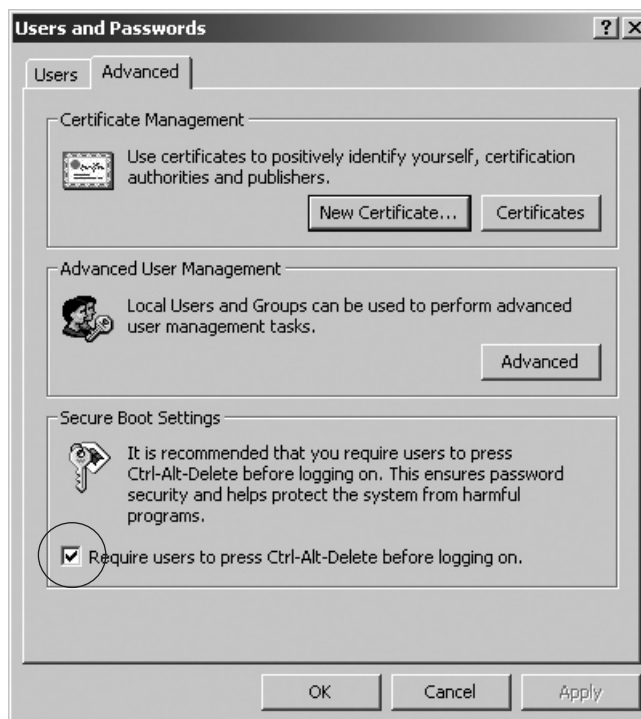 Users and Passwords
Users Advanced
Certificate Management
Use certificates to positively identify yourself, certification
authorities and publishers.
New Certificate... Certificates
Advanced User Management
Local Users and Groups can be used to perform advanced
user management tasks.
Advanced
Secure Boot Settings
It is recommended that you require users to press
Ctrl-Alt-Delete before logging on. This ensures password
security and helps protect the system from harmful
programs.
Require users to press Ctrl-Alt-Delete before logging on.
OK Cancel Apply